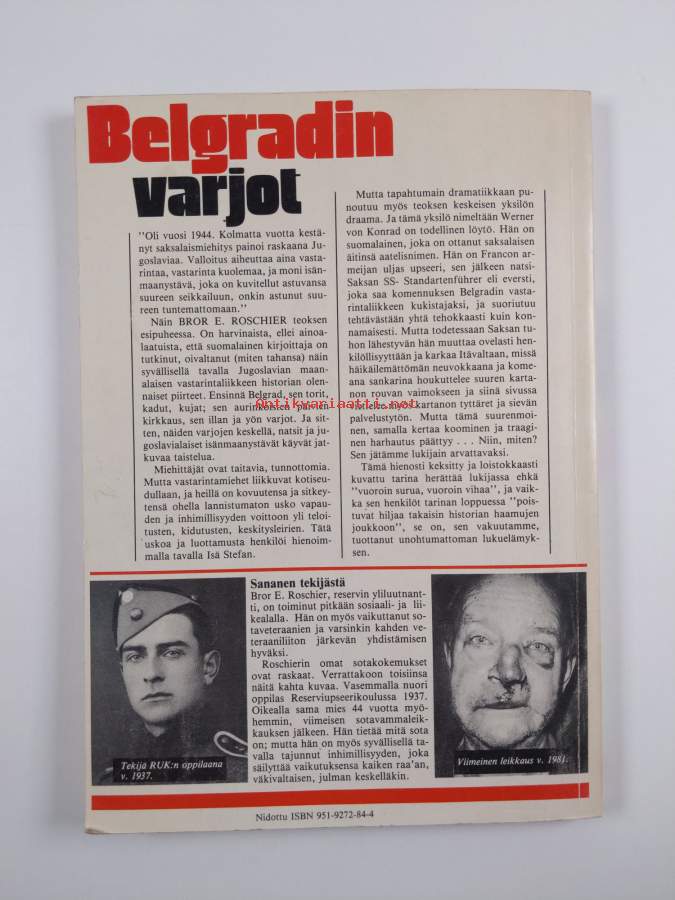 Belgradin
varjot
"Oli vuosi 1944. Kolmatta vuotta kestä-
nyt saksalaismiehitys painoi raskaana Ju-
goslaviaa. Valloitus aiheuttaa aina vasta-
rintaa, vastarinta kuolemaa, ja moni isän-
maanystävä, joka on kuvitellut astuvansa
suureen seikkailuun, onkin astunut suu-
reen tuntemattomaan."
Näin BROR E. ROSCHIER teoksen
esipuheessa. On harvinaista, ellei ainoa-
laatuista, että suomalainen kirjoittaja on
tutkinut, oivaltanut (miten tahansa) näin
syvällisellä tavalla Jugoslavian maan-
alaisen vastarintaliikkeen historian olen-
naiset piirteet. Ensinnä Belgrad, sen torit,
kadut, kujat; sen aurinkoisten päivien
kirkkaus, sen illan ja yön varjot. Ja sit-
ten, näiden varjojen keskellä, natsit ja ju-
goslavialaiset isänmaanystävät käyvät jat-
kuvaa taistelua.
Miehittäjät ovat taitavia, tunnottomia.
Mutta vastarintamiehet liikkuvat kotiseu-
dullaan, ja heillä on kovuutensa ja sitkey-
tensä ohella lannistumaton usko vapau-
den ja inhimillisyyden voittoon yli teloi-
tusten, kidutusten, keskitysleirien. Tätä
uskoa ja luottamusta henkilöi hienoim-
malla tavalla Isä Stefan.
Mutta tapahtumain dramatiikkaan pu-
noutuu myös teoksen keskeisen yksilön
draama. Ja tämä yksilö nimeltään Werner
von Konrad on todellinen löytö. Hän on
suomalainen, joka on ottanut saksalaisen
äitinsä aatelisnimen. Hän on Francon ar-
meijan uljas upseeri, sen jälkeen natsi-
Saksan SS- Standartenführer eli eversti,
joka saa komennuksen Belgradin vasta-
rintaliikkeen kukistajaksi, ja suoriutuu
tehtävästään yhtä tehokkaasti kuin kon-
namaisesti. Mutta todetessaan Saksan tu-
hon lähestyvän hän muuttaa ovelasti hen-
kilöllisyyttään ja karkaa Itävaltaan, missä
häikäilemättömän neuvokkaana ja kome-
ana sankarina houkuttelee suuren karta-
non rouvan vaimokseen ja siinä sivussa
viettelee myös kartanon tyttäret ja sievän
palvelustytön. Mutta tämä suurenmoi-
nen, samalla kertaa koominen ja traagi-
nen harhautus päättyy . . . Niin, miten?
Sen jätämme lukijain arvattavaksi.
Tämä hienosti keksitty ja loistokkaasti
kuvattu tarina herättää lukijassa ehkä
"vuoroin surua, vuoroin vihaa", ja vaik-
ka sen henkilöt tarinan loppuessa "pois-
tuvat hiljaa takaisin historian haamujen
joukkoon", se on, sen vakuutamme,
tuottanut unohtumattoman lukuelämyk-
sen.
Antikvariaatti.net
Sananen tekijästä
Bror E. Roschier, reservin yliluutnant-
ti, on toiminut pitkään sosiaali- ja lii-
kealalla. Hän on myös vaikuttanut so-
taveteraanien ja varsinkin kahden ve-
teraaniliiton järkevän yhdistämisen
hyväksi.
Roschierin omat sotakokemukset
ovat raskaat. Verrattakoon toisiinsa
näitä kahta kuvaa. Vasemmalla nuori
oppilas Reserviupseerikoulussa 1937.
Oikealla sama mies 44 vuotta myö-
hemmin, viimeisen sotavammaleik-
kauksen jälkeen. Hän tietää mitä sota
on; mutta hän on myös syvällisellä ta-
valla tajunnut inhimillisyyden, joka
säilyttää vaikutuksensa kaiken raa'an,
väkivaltaisen, julman keskelläkin.
Tekijä RUK:n oppilaana
v. 1937.
Viimeinen leikkaus v. 1981.
Nidottu ISBN 951-9272-84-4